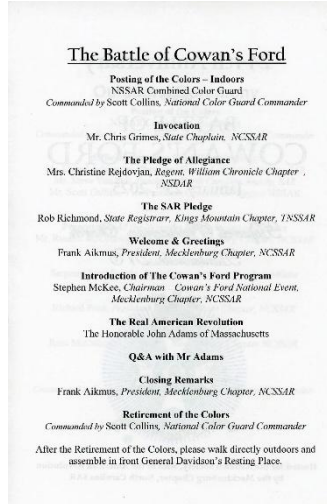 The Battle of Cowan's Ford
Posting of the Colors – Indoors
NSSAR Combined Color Guard
Commanded by Scott Collins, National Color Guard Commander
Invocation
Mr. Chris Grimes, State Chaplain, NCSSAR
The Pledge of Allegiance
Mrs. Christine Rejdovjan, Regent, William Chronicle Chapter ,
NSDAR
The SAR Pledge
Rob Richmond, State Registrarr, Kings Mountain Chapter, TNSSAR
Welcome & Greetings
Frank Aikmus, President, Mecklenburg Chapter, NCSSAR
Introduction of The Cowan's Ford Program
Stephen McKee, Chairman Cowan's Ford National Event,
Mecklenburg Chapter, NCSSAR
The Real American Revolution
The Honorable John Adams of Massachusetts
Q&A with Mr Adams
Closing Remarks
Frank Aikmus, President, Mecklenburg Chapter, NCSSAR
Retirement of the Colors
Commanded by Scott Collins, National Color Guard Commander
After the Retirement of the Colors, please walk directly outdoors and
assemble in front General Davidson's Resting Place.